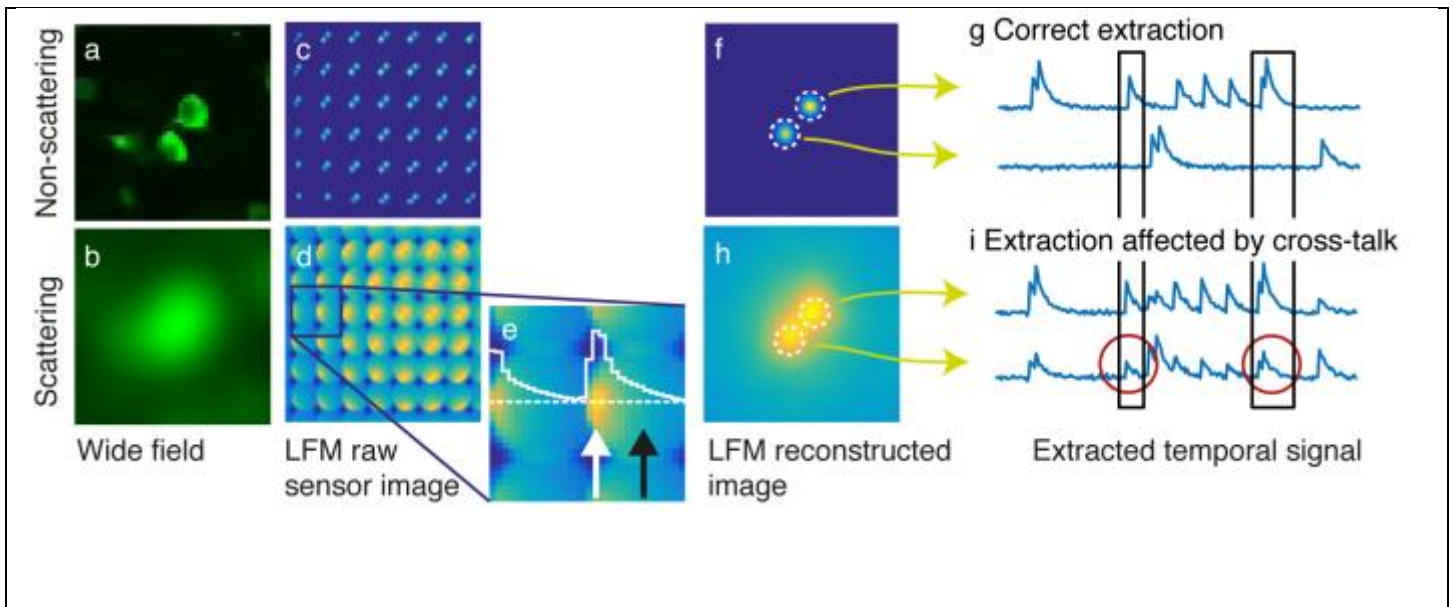 Non-scattering
Scattering
a
c
f
g Correct extraction
b
d
e
h
i Extraction affected by cross-talk
Wide field
LFM raw
sensor image
LFM reconstructed
image
Extracted temporal signal